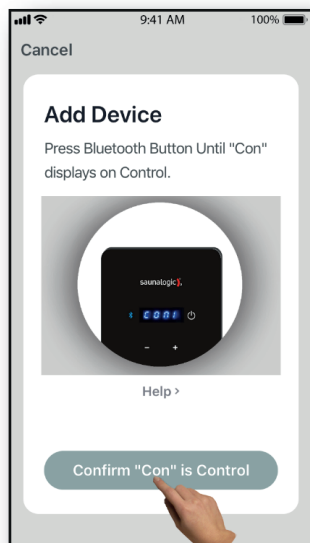 9:41 AM 100%
Cancel
Add Device
Press Bluetooth Button Until "Con"
displays on Control.
saunalogic
CON1
− +
Help >
Confirm "Con" is Control